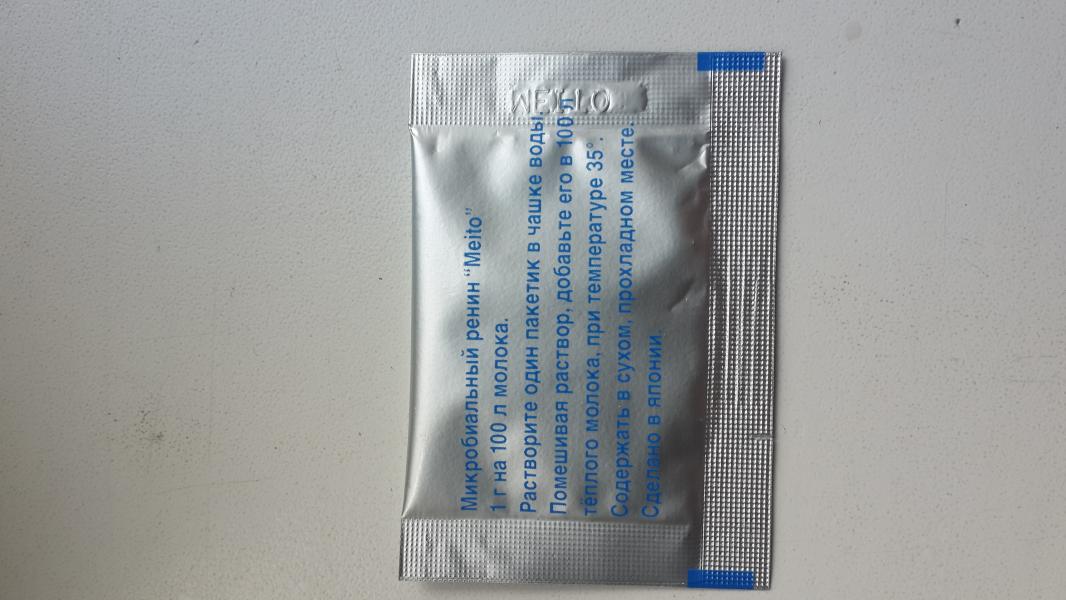 Микробиальный ренин “Meito”
1 г на 100 л молока.
Растворите один пакетик в чашке воды.
Помешивая раствор, добавьте его в 100 л
тёплого молока, при температуре 35°.
Содержать в сухом, прохладном месте.
Сделано в японии.
MEITO